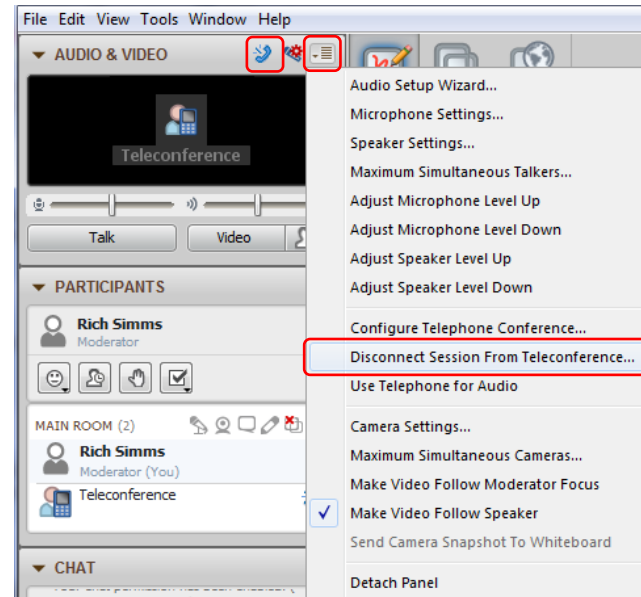 File Edit View Tools Window Help
AUDIO & VIDEO
Teleconference
Talk
Video
PARTICIPANTS
Rich Simms
Moderator
MAIN ROOM (2)
Rich Simms
Moderator (You)
Teleconference
CHAT
Audio Setup Wizard...
Microphone Settings...
Speaker Settings...
Maximum Simultaneous Talkers...
Adjust Microphone Level Up
Adjust Microphone Level Down
Adjust Speaker Level Up
Adjust Speaker Level Down
Configure Telephone Conference...
Disconnect Session From Teleconference...
Use Telephone for Audio
Camera Settings...
Maximum Simultaneous Cameras...
Make Video Follow Moderator Focus
Make Video Follow Speaker
Send Camera Snapshot To Whiteboard
Detach Panel